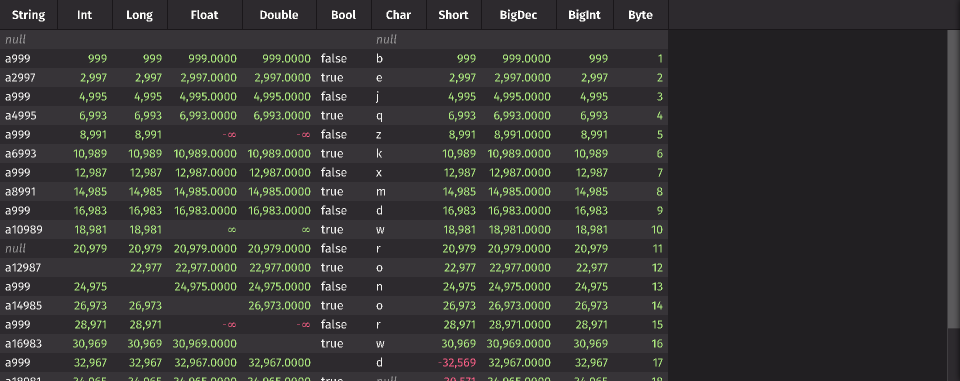 String Int Long Float Double Bool Char Short BigDec BigInt Byte
null null
a999 999 999 999.0000 999.0000 false b 999 999.0000 999 1
a2997 2,997 2,997 2,997.0000 2,997.0000 true e 2,997 2,997.0000 2,997 2
a999 4,995 4,995 4,995.0000 4,995.0000 false j 4,995 4,995.0000 4,995 3
a4995 6,993 6,993 6,993.0000 6,993.0000 true q 6,993 6,993.0000 6,993 4
a999 8,991 8,991 -∞ -∞ false z 8,991 8,991.0000 8,991 5
a6993 10,989 10,989 10,989.0000 10,989.0000 true k 10,989 10,989.0000 10,989 6
a999 12,987 12,987 12,987.0000 12,987.0000 false x 12,987 12,987.0000 12,987 7
a8991 14,985 14,985 14,985.0000 14,985.0000 true m 14,985 14,985.0000 14,985 8
a999 16,983 16,983 16,983.0000 16,983.0000 false d 16,983 16,983.0000 16,983 9
a10989 18,981 18,981 ∞ ∞ true w 18,981 18,981.0000 18,981 10
null 20,979 20,979 20,979.0000 20,979.0000 false r 20,979 20,979.0000 20,979 11
a12987 22,977 22,977.0000 22,977.0000 true o 22,977 22,977.0000 22,977 12
a999 24,975 24,975.0000 24,975.0000 false n 24,975 24,975.0000 24,975 13
a14985 26,973 26,973 26,973.0000 true o 26,973 26,973.0000 26,973 14
a999 28,971 28,971 -∞ -∞ false r 28,971 28,971.0000 28,971 15
a16983 30,969 30,969 30,969.0000 true w 30,969 30,969.0000 30,969 16
a999 32,967 32,967 32,967.0000 32,967.0000 d -32,569 32,967.0000 32,967 17